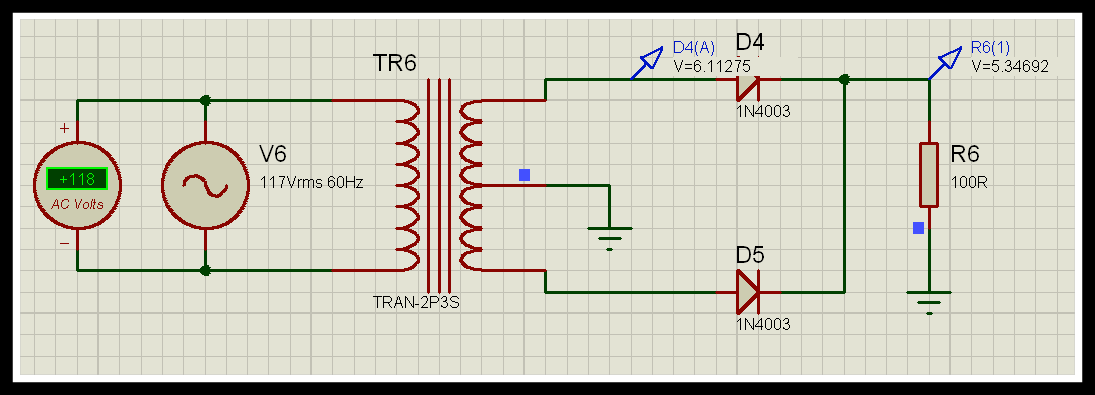 D4(A)
V=6.11275
D4
1N4003
R6(1)
V=5.34692
TR6
+
+118
AC Volts
−
V6
117Vrms 60Hz
R6
100R
D5
1N4003
TRAN-2P3S